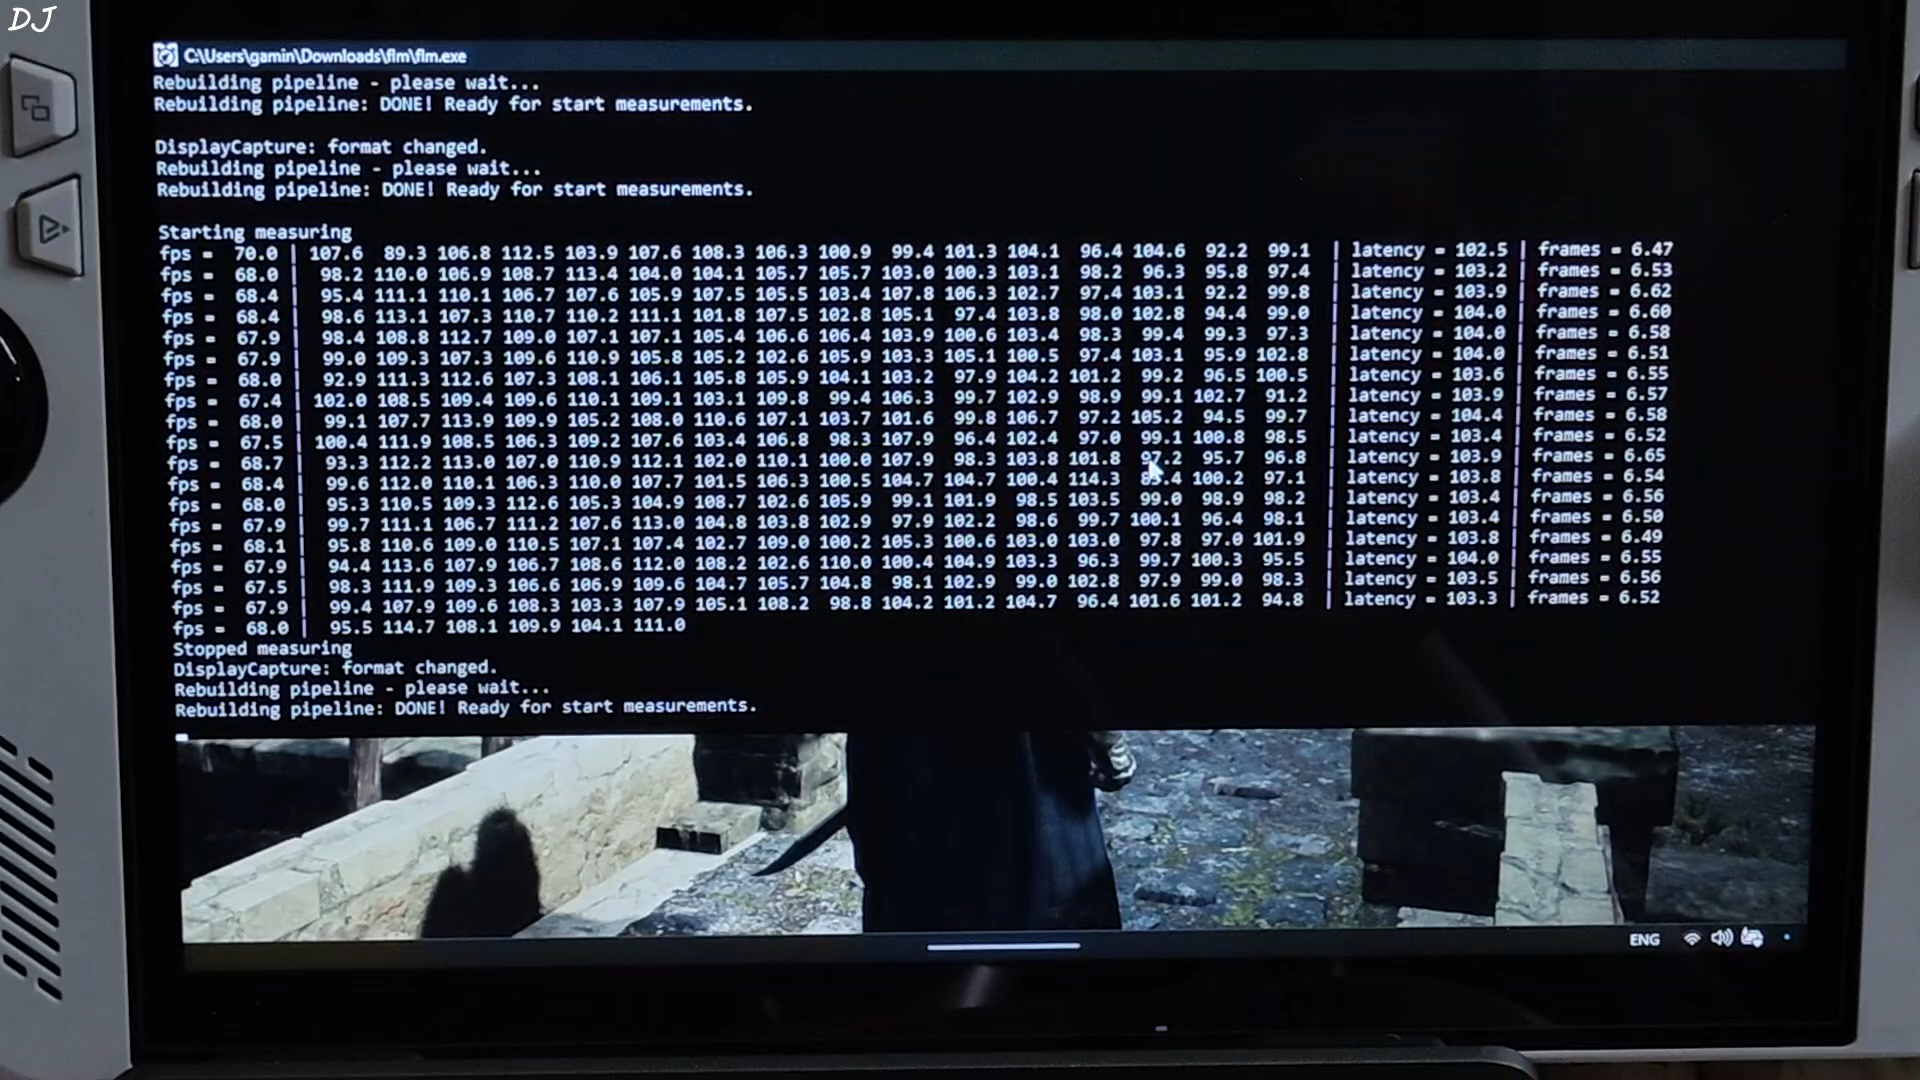 DJ
C:\Users\gamin\Downloads\flm\flm.exe
Rebuilding pipeline - please wait...
Rebuilding pipeline: DONE! Ready for start measurements.
DisplayCapture: format changed.
Rebuilding pipeline - please wait...
Rebuilding pipeline: DONE! Ready for start measurements.
Starting measuring
fps = 70.0 | 107.6 89.3 106.8 112.5 103.9 107.6 108.3 106.3 100.9 99.4 101.3 104.1 96.4 104.6 92.2 99.1 | latency = 102.5 | frames = 6.47
fps = 68.0 | 98.2 110.0 106.9 108.7 113.4 104.0 104.1 105.7 105.7 103.0 100.3 103.1 98.2 96.3 95.8 97.4 | latency = 103.2 | frames = 6.53
fps = 68.4 | 95.4 111.1 110.1 106.7 107.6 105.9 107.5 105.5 103.4 107.8 106.3 102.7 97.4 103.1 92.2 99.8 | latency = 103.9 | frames = 6.62
fps = 68.4 | 98.6 113.1 107.3 110.7 110.2 111.1 101.8 107.5 102.8 105.1 97.4 103.8 98.0 102.8 94.4 99.0 | latency = 104.0 | frames = 6.60
fps = 67.9 | 98.4 108.8 112.7 109.0 107.1 107.1 105.4 106.6 106.4 103.9 100.6 103.4 98.3 99.4 99.3 97.3 | latency = 104.0 | frames = 6.58
fps = 67.9 | 99.0 109.3 107.3 109.6 110.9 105.8 105.2 102.6 105.9 103.3 105.1 100.5 97.4 103.1 95.9 102.8 | latency = 104.0 | frames = 6.51
fps = 68.0 | 92.9 111.3 112.6 107.3 108.1 106.1 105.8 105.9 104.1 103.2 97.9 104.2 101.2 99.2 96.5 100.5 | latency = 103.6 | frames = 6.55
fps = 67.4 | 102.0 108.5 109.4 109.6 110.1 109.1 103.1 109.8 99.4 106.3 99.7 102.9 98.9 99.1 102.7 91.2 | latency = 103.9 | frames = 6.57
fps = 68.0 | 99.1 107.7 113.9 109.9 105.2 108.0 110.6 107.1 103.7 101.6 99.8 106.7 97.2 105.2 94.5 99.7 | latency = 104.4 | frames = 6.58
fps = 67.5 | 100.4 111.9 108.5 106.3 109.2 107.6 103.4 106.8 98.3 107.9 96.4 102.4 97.0 99.1 100.8 98.5 | latency = 103.4 | frames = 6.52
fps = 68.7 | 93.3 112.2 113.0 107.0 110.9 112.1 102.0 110.1 100.0 107.9 98.3 103.8 101.8 97.2 95.7 96.8 | latency = 103.9 | frames = 6.65
fps = 68.4 | 99.6 112.0 110.1 106.3 110.0 107.7 101.5 106.3 100.5 104.7 104.7 100.4 114.3 100.2 97.1 | latency = 103.8 | frames = 6.54
fps = 68.0 | 95.3 110.5 109.3 112.6 105.3 104.9 108.7 102.6 105.9 99.1 101.9 98.5 103.5 99.0 98.9 98.2 | latency = 103.4 | frames = 6.56
fps = 67.9 | 99.7 111.1 106.7 111.2 107.6 113.0 104.8 103.8 102.9 97.9 102.2 98.6 99.7 100.1 96.4 98.1 | latency = 103.4 | frames = 6.50
fps = 68.1 | 95.8 110.6 109.0 110.5 107.1 107.4 102.7 109.0 100.2 105.3 100.6 103.0 103.0 97.8 97.0 101.9 | latency = 103.8 | frames = 6.49
fps = 67.9 | 94.4 113.6 107.9 106.7 108.6 112.0 108.2 102.6 110.0 100.4 104.9 103.3 96.3 99.7 100.3 95.5 | latency = 104.0 | frames = 6.55
fps = 67.5 | 98.3 111.9 109.3 106.6 106.9 109.6 104.7 105.7 104.8 98.1 102.9 99.0 102.8 97.9 99.0 98.3 | latency = 103.5 | frames = 6.56
fps = 67.9 | 99.4 107.9 109.6 108.3 103.3 107.9 105.1 108.2 98.8 104.2 101.2 104.7 96.4 101.6 101.2 94.8 | latency = 103.3 | frames = 6.52
fps = 68.0 | 95.5 114.7 108.1 109.9 104.1 111.0
Stopped measuring
DisplayCapture: format changed.
Rebuilding pipeline - please wait...
Rebuilding pipeline: DONE! Ready for start measurements.
ENG